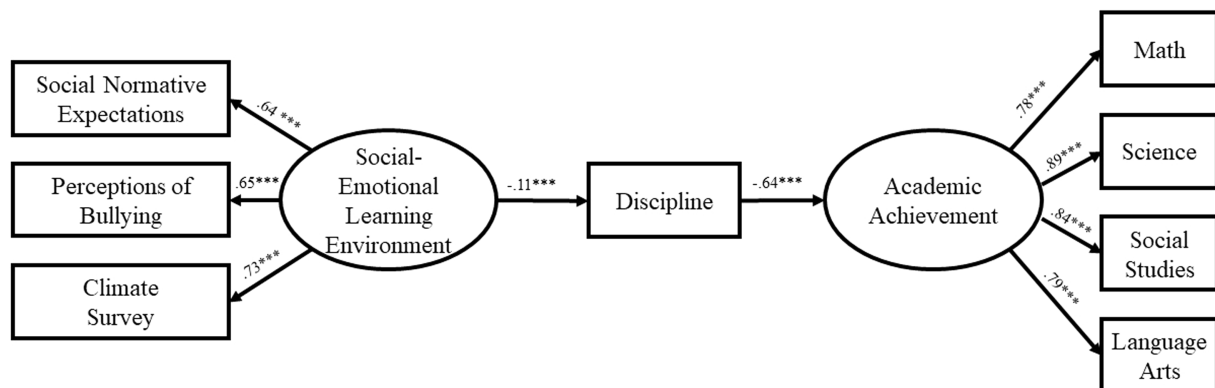 Social Normative
Expectations
.64 ***
Perceptions of
Bullying
.65***
Climate
Survey
.73***
Social-
Emotional
Learning
Environment
-.11***
Discipline
-.64***
Academic
Achievement
.78***
Math
.89***
Science
.84***
Social
Studies
.79***
Language
Arts